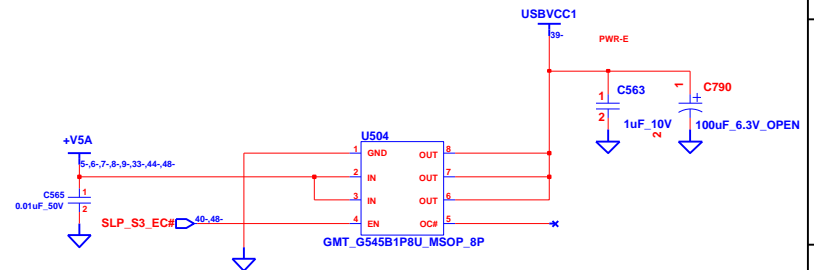 USBVCC1
39-
PWR-E
1
C563
2
1uF_10V
1
C790
+
2
100uF_6.3V_OPEN
+V5A
5-,6-,7-,8-,9-,33-,44-,48-
C565
1
0.01uF_50V
2
SLP_S3_EC#
40-,48-
U504
1 GND OUT 8
2 IN OUT 7
3 IN OUT 6
4 EN OC# 5
GMT_G545B1P8U_MSOP_8P